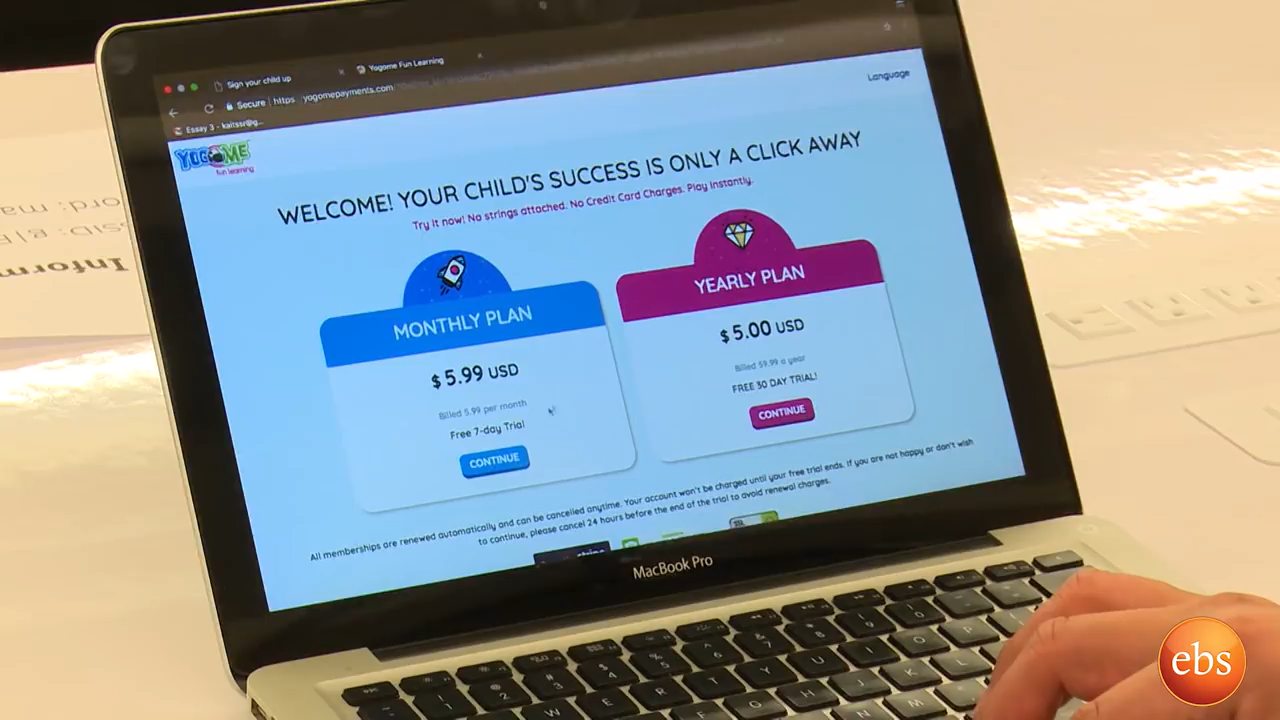 Sign your child up
Yogome Fun Learning
Secure https yogomepayments.com
Essay 3 - kaitssr@g...
Language
YOGOME
fun learning
WELCOME! YOUR CHILD'S SUCCESS IS ONLY A CLICK AWAY
Try it now! No strings attached. No Credit Card Charges. Play Instantly.
MONTHLY PLAN
$5.99 USD
Billed 5.99 per month
Free 7-day Trial
CONTINUE
YEARLY PLAN
$5.00 USD
Billed 59.99 a year
FREE 30 DAY TRIAL!
CONTINUE
All memberships are renewed automatically and can be cancelled anytime. Your account won't be charged until your free trial ends. If you are not happy or don't wish
to continue, please cancel 24 hours before the end of the trial to avoid renewal charges.
stripe
MacBook Pro
ebs